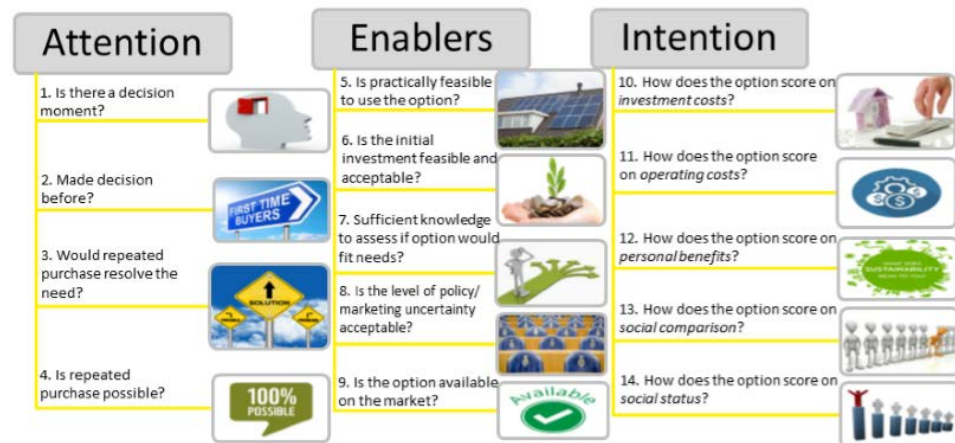 Attention
1. Is there a decision
moment?
2. Made decision
before?
FIRST TIME
BUYERS
3. Would repeated
purchase resolve the
need?
SOLUTION
4. Is repeated
purchase possible?
100%
POSSIBLE
Enablers
5. Is practically feasible
to use the option?
6. Is the initial
investment feasible and
acceptable?
7. Sufficient knowledge
to assess if option would
fit needs?
8. Is the level of policy/
marketing uncertainty
acceptable?
9. Is the option available
on the market?
Available
Intention
10. How does the option score on
investment costs?
11. How does the option score
on operating costs?
$
$
$
12. How does the option score on
personal benefits?
WHAT DOES
SUSTAINABILITY
MEAN TO YOU?
13. How does the option score on
social comparison?
14. How does the option score on
social status?